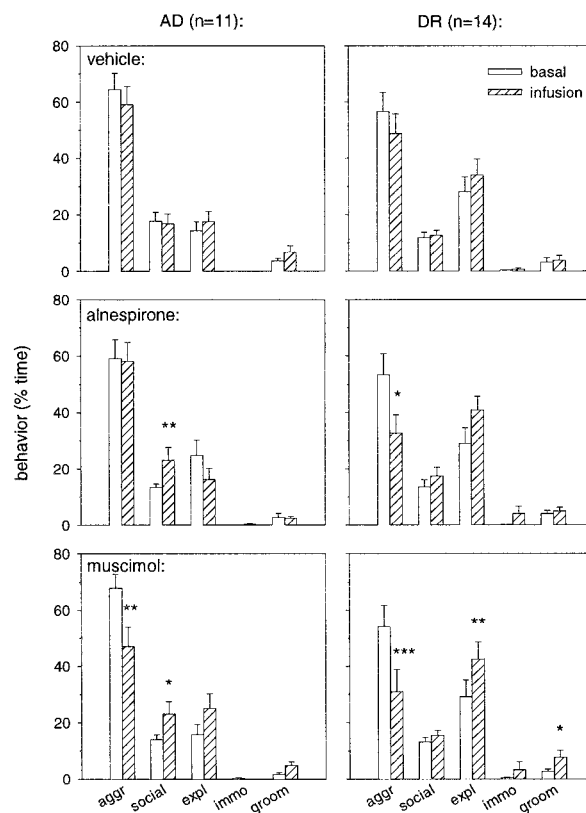 AD (n=11):
DR (n=14):
vehicle:
basal
infusion
80
60
40
20
0
alnespirone:
**
*
80
60
40
20
0
behavior (% time)
muscimol:
**
*
***
**
*
80
60
40
20
0
aggr social expl immo groom
aggr social expl immo groom